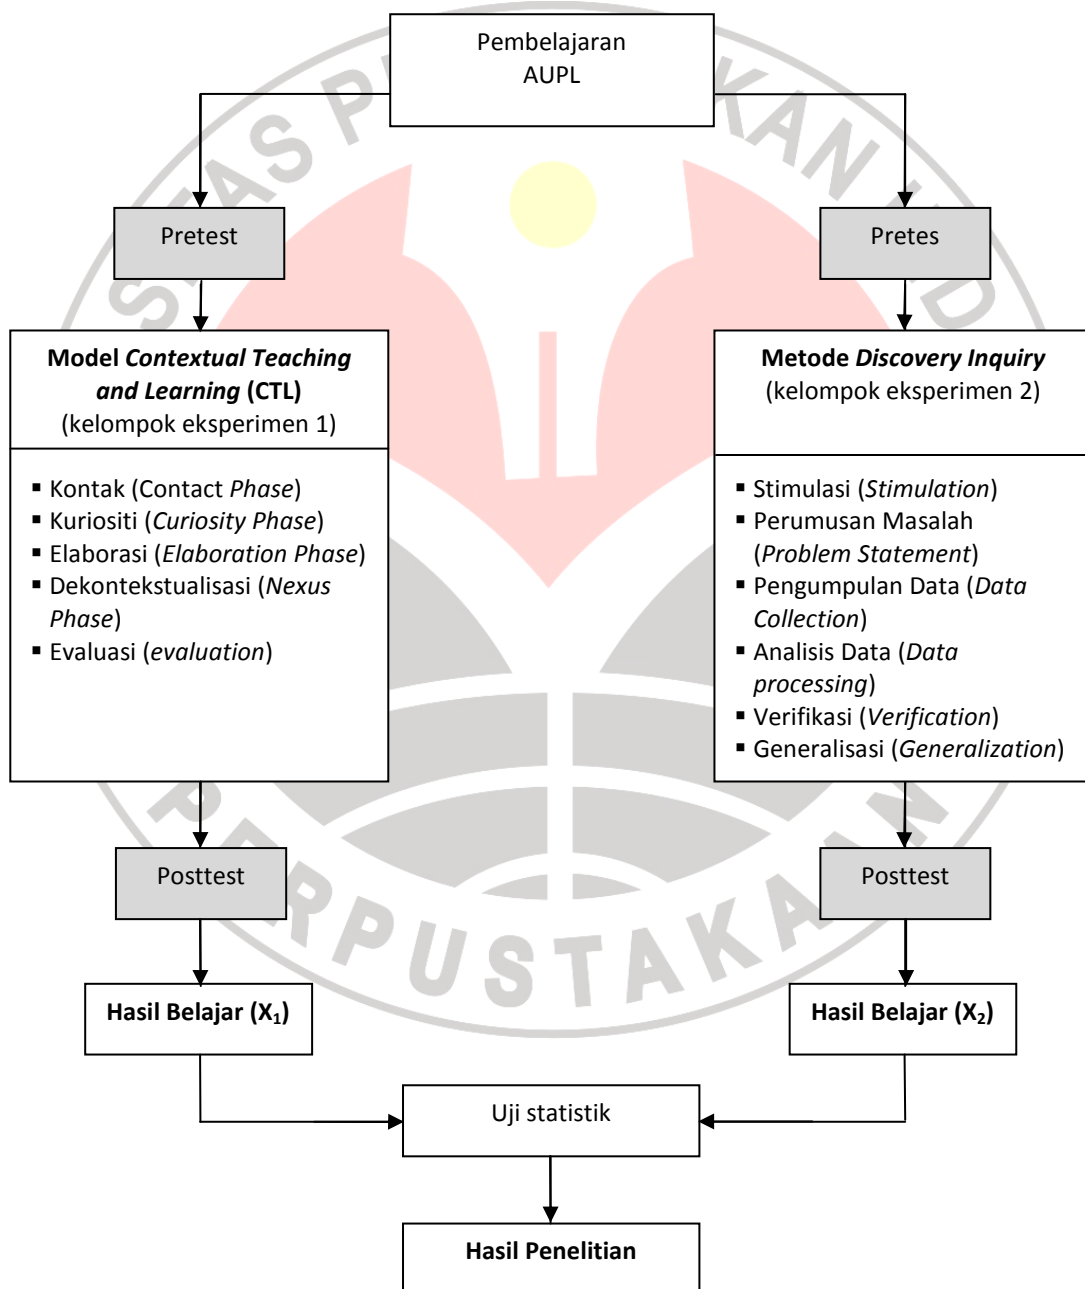 Pembelajaran
AUPL
Pretest
Pretes
Model Contextual Teaching
and Learning (CTL)
(kelompok eksperimen 1)
▪ Kontak (Contact Phase)
▪ Kuriositi (Curiosity Phase)
▪ Elaborasi (Elaboration Phase)
▪ Dekontekstualisasi (Nexus
Phase)
▪ Evaluasi (evaluation)
Metode Discovery Inquiry
(kelompok eksperimen 2)
▪ Stimulasi (Stimulation)
▪ Perumusan Masalah
(Problem Statement)
▪ Pengumpulan Data (Data
Collection)
▪ Analisis Data (Data
processing)
▪ Verifikasi (Verification)
▪ Generalisasi (Generalization)
Posttest
Posttest
Hasil Belajar (X₁)
Hasil Belajar (X₂)
Uji statistik
Hasil Penelitian
PERPUSTAKAAN